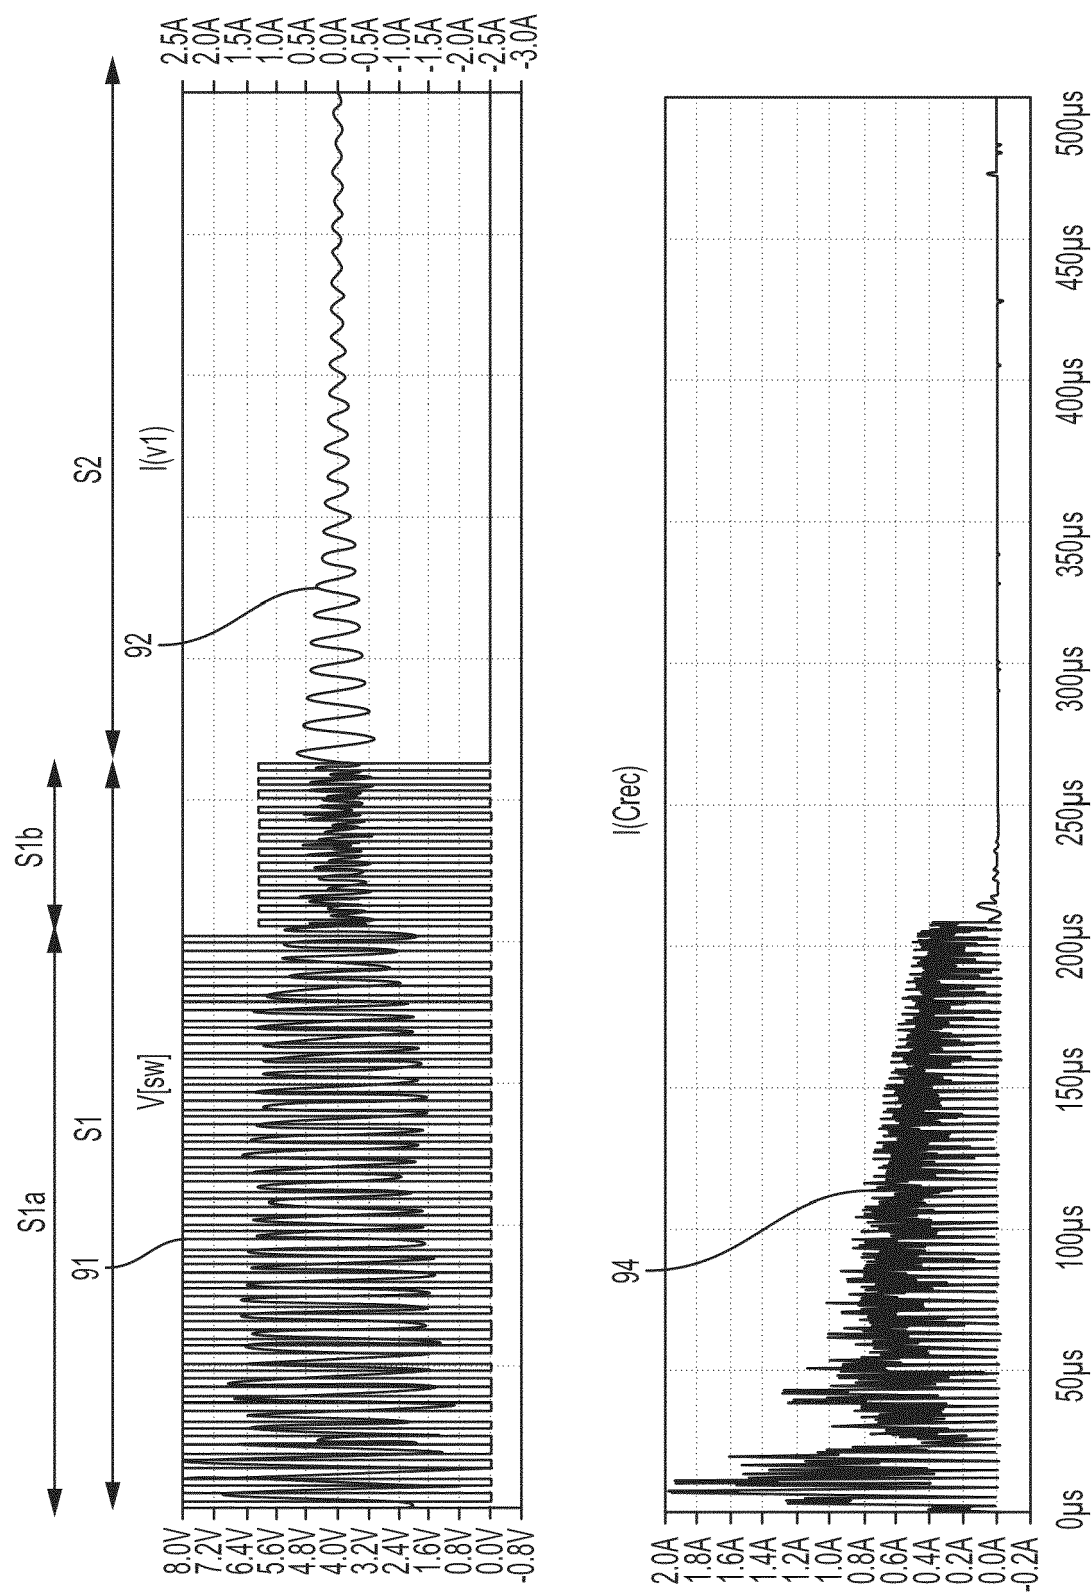 S1
S2
S1a
S1b
91
V[sw]
92
I(v1)
8.0V
7.2V
6.4V
5.6V
4.8V
4.0V
3.2V
2.4V
1.6V
0.8V
0.0V
-0.8V
2.5A
2.0A
1.5A
1.0A
0.5A
0.0A
-0.5A
-1.0A
-1.5A
-2.0A
-2.5A
-3.0A
94
I(Crec)
2.0A
1.8A
1.6A
1.4A
1.2A
1.0A
0.8A
0.6A
0.4A
0.2A
0.0A
-0.2A
0µs
50µs
100µs
150µs
200µs
250µs
300µs
350µs
400µs
450µs
500µs